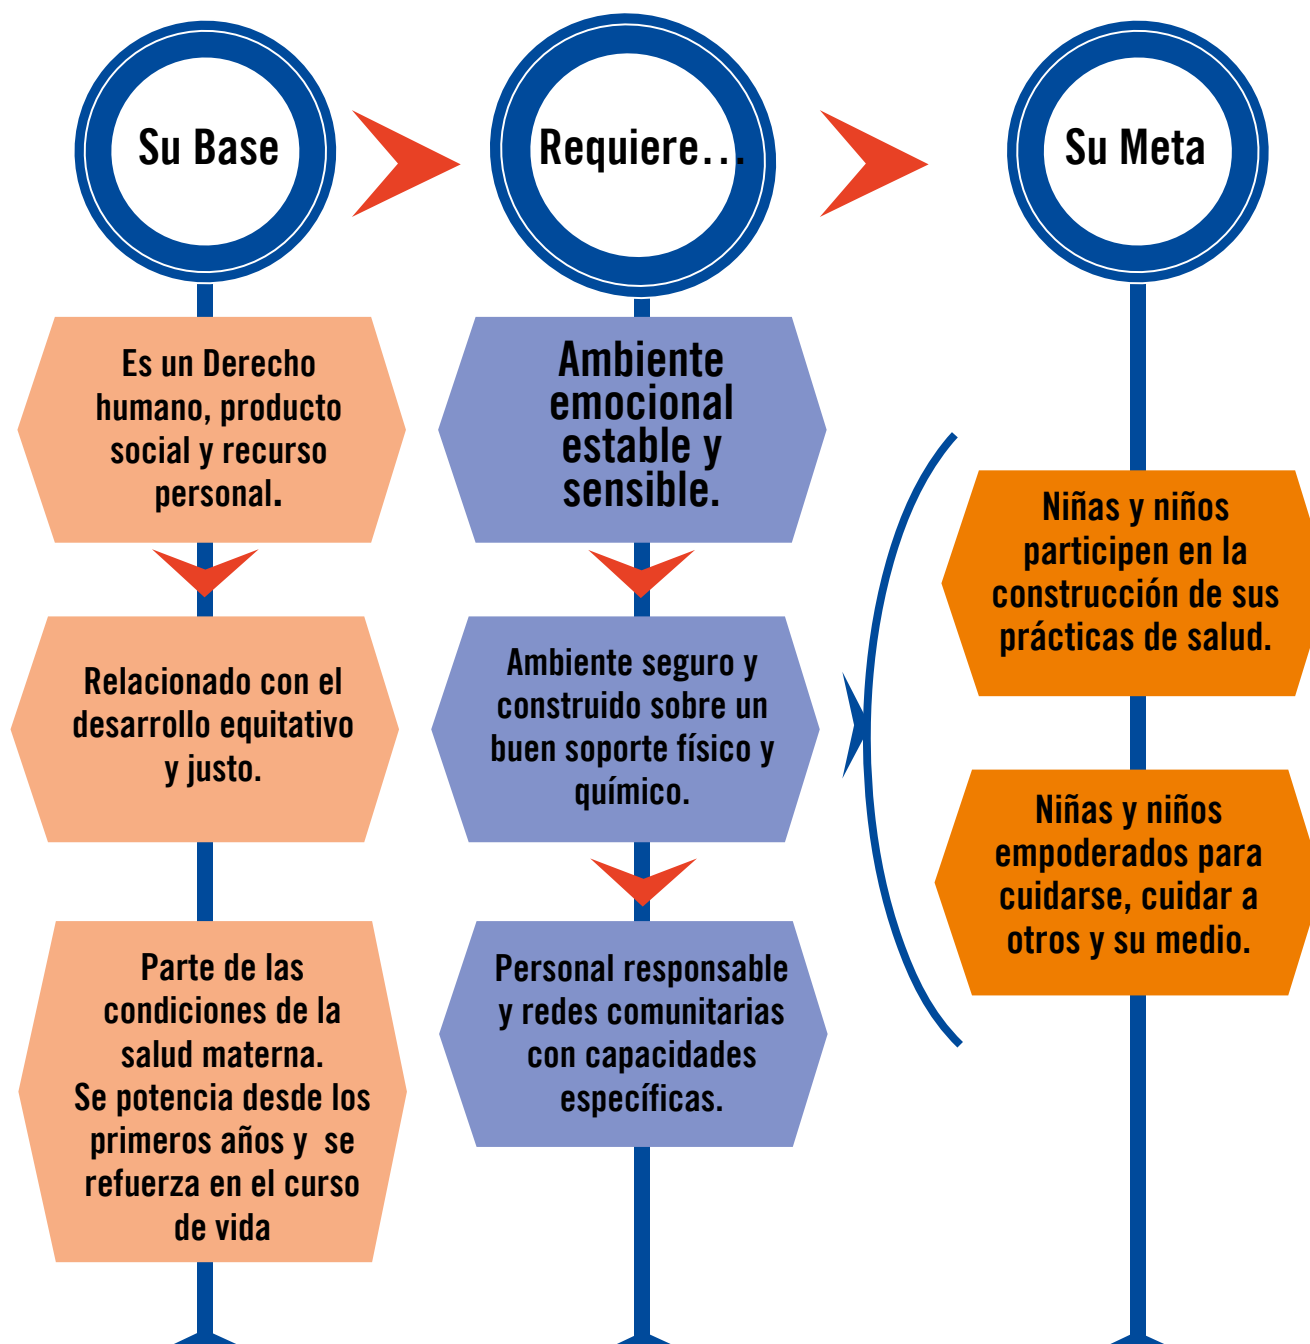 Su Base
Requiere...
Su Meta
Es un Derecho
humano, producto
social y recurso
personal.
Relacionado con el
desarrollo equitativo
y justo.
Parte de las
condiciones de la
salud materna.
Se potencia desde los
primeros años y  se
refuerza en el curso
de vida
Ambiente
emocional
estable y
sensible.
Ambiente seguro y
construido sobre un
buen soporte físico y
químico.
Personal responsable
y redes comunitarias
con capacidades
específicas.
Niñas y niños
participen en la
construcción de sus
prácticas de salud.
Niñas y niños
empoderados para
cuidarse, cuidar a
otros y su medio.